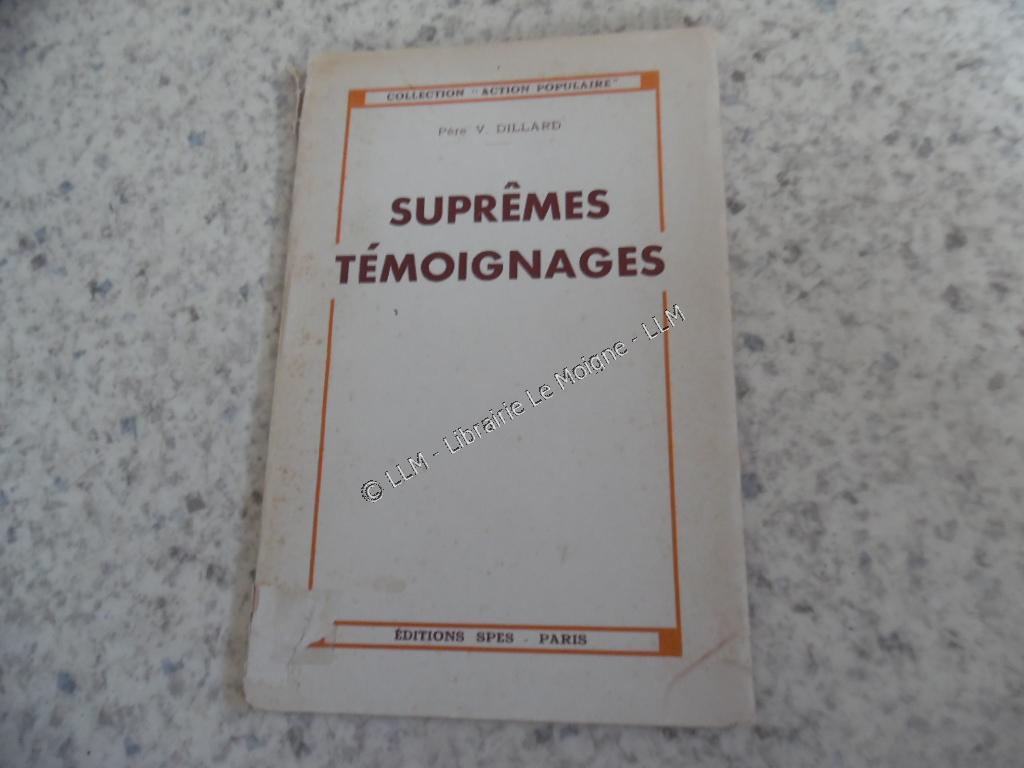 COLLECTION "ACTION POPULAIRE"
Père V. DILLARD
SUPRÊMES
TÉMOIGNAGES
© LLM - Librairie Le Moigne - LLM
ÉDITIONS SPES - PARIS